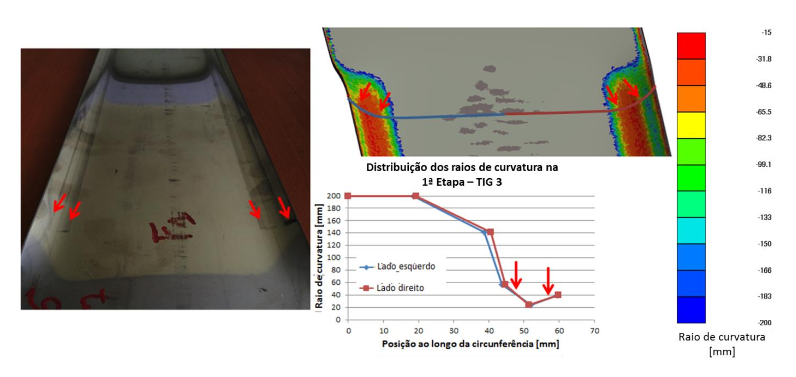 Distribuição dos raios de curvatura na
1ª Etapa – TIG 3
Raio de curvatura [mm]
200
180
160
140
120
100
80
60
40
20
0
Lado esquerdo
Lado direito
0 10 20 30 40 50 60 70
Posição ao longo da circunferência [mm]
-15
-31.8
-48.6
-65.5
-82.3
-99.1
-116
-133
-150
-166
-183
-200
Raio de curvatura
[mm]